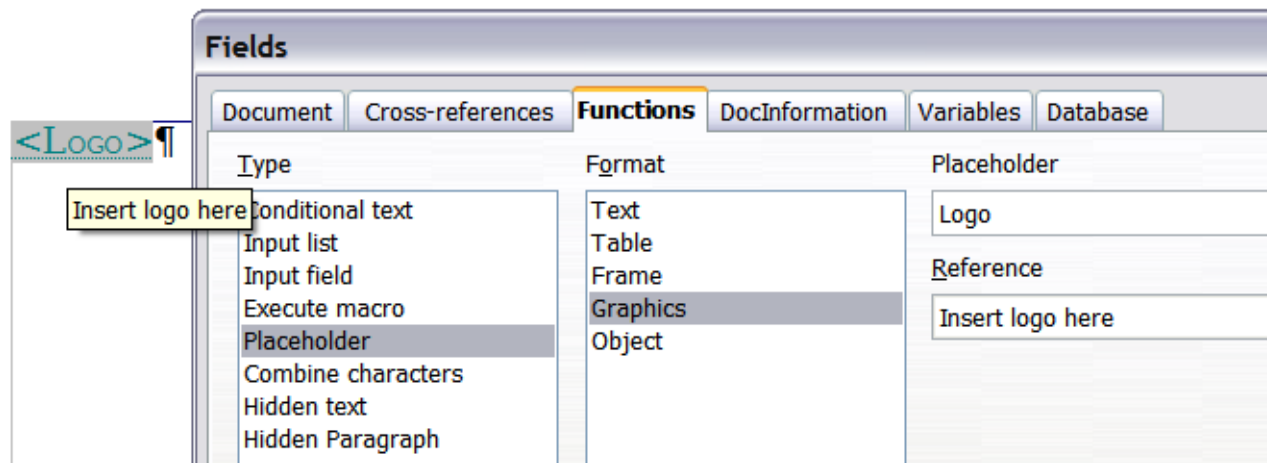 Fields
Document Cross-references Functions DocInformation Variables Database
<Logo>¶
Type Format Placeholder
Insert logo here
Conditional text Text Logo
Input list Table
Input field Frame Reference
Execute macro Graphics Insert logo here
Placeholder Object
Combine characters
Hidden text
Hidden Paragraph